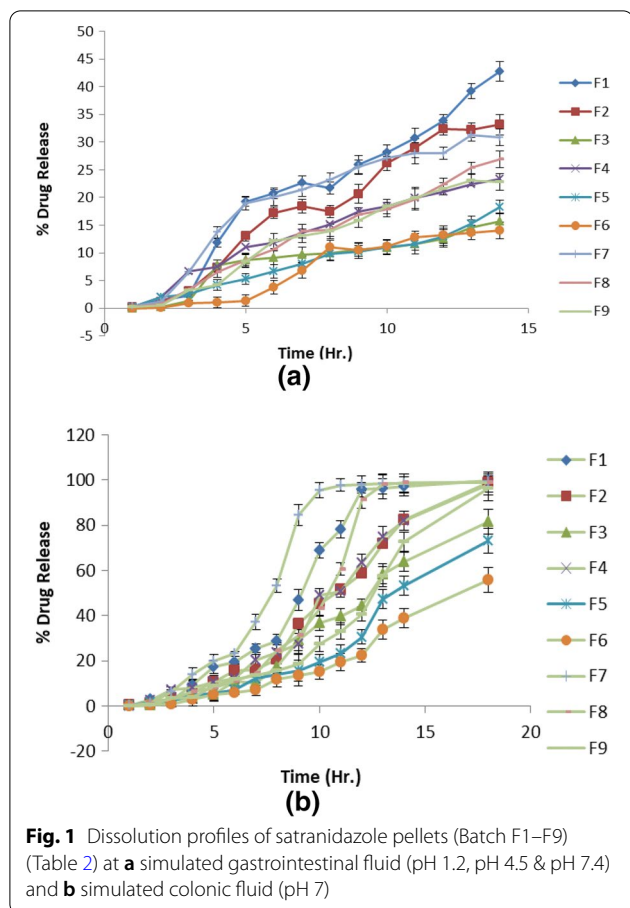 50
45
40
35
30
25
20
15
10
5
0
-5
% Drug Release
0
5
10
15
Time (Hr.)
F1
F2
F3
F4
F5
F6
F7
F8
F9
(a)
120
100
80
60
40
20
0
-20
% Drug Release
0
5
10
15
20
Time (Hr.)
F1
F2
F3
F4
F5
F6
F7
F8
F9
(b)
Fig. 1 Dissolution profiles of satranidazole pellets (Batch F1–F9)
(Table 2) at a simulated gastrointestinal fluid (pH 1.2, pH 4.5 & pH 7.4)
and b simulated colonic fluid (pH 7)